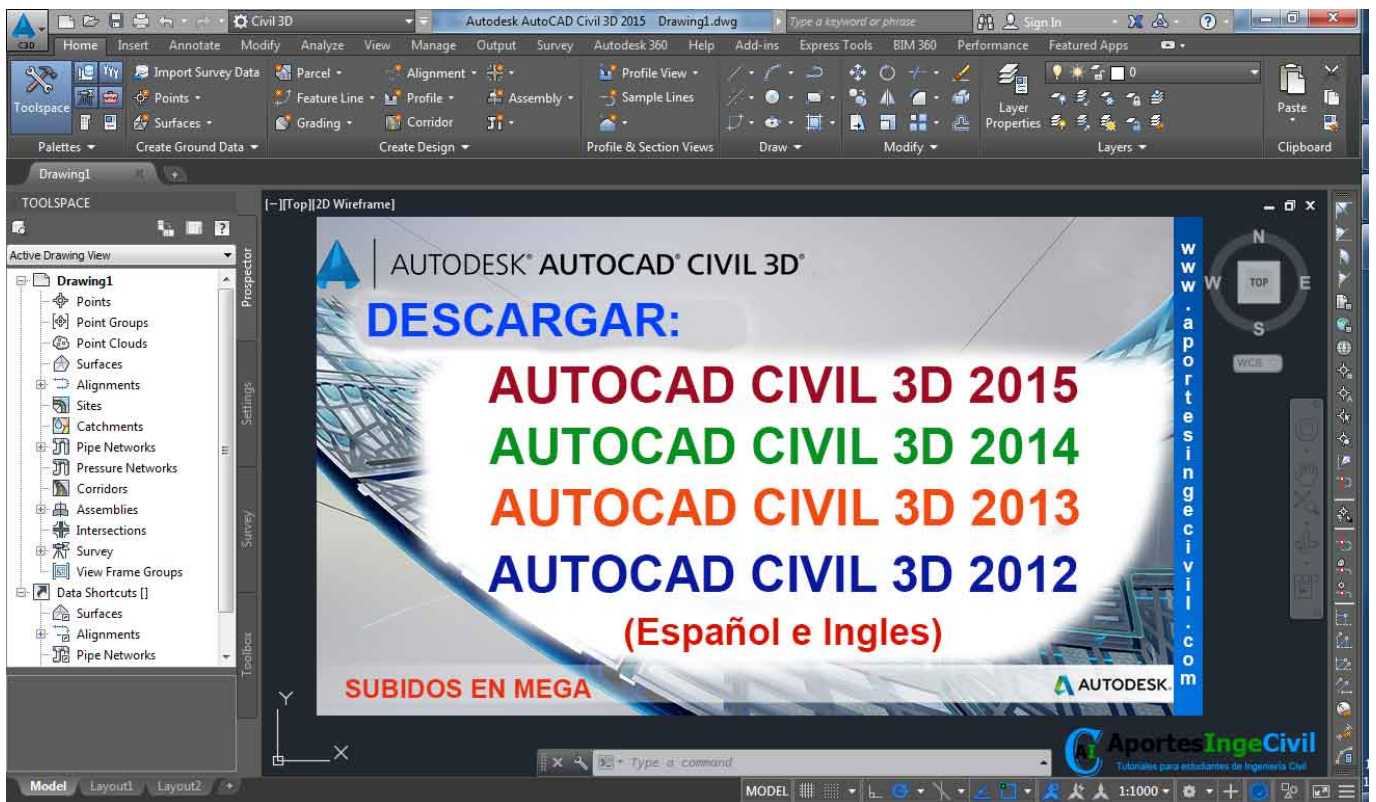 Civil 3D
Autodesk AutoCAD Civil 3D 2015 Drawing1.dwg
Type a keyword or phrase
Sign In
C3D
Home Insert Annotate Modify Analyze View Manage Output Survey Autodesk 360 Help Add-ins Express Tools BIM 360 Performance Featured Apps
Import Survey Data Parcel Alignment Profile View 0
Toolspace Points Feature Line Profile Assembly Sample Lines Layer Properties Paste
Surfaces Grading Corridor
Palettes Create Ground Data Create Design Profile & Section Views Draw Modify Layers Clipboard
Drawing1
TOOLSPACE
Active Drawing View
Drawing1
Points
Point Groups
Point Clouds
Surfaces
Alignments
Sites
Catchments
Pipe Networks
Pressure Networks
Corridors
Assemblies
Intersections
Survey
View Frame Groups
Data Shortcuts []
Surfaces
Alignments
Pipe Networks
Prospector
Settings
Survey
Toolbox
[−][Top][2D Wireframe]
AUTODESK® AUTOCAD® CIVIL 3D®
DESCARGAR:
AUTOCAD CIVIL 3D 2015
AUTOCAD CIVIL 3D 2014
AUTOCAD CIVIL 3D 2013
AUTOCAD CIVIL 3D 2012
(Español e Ingles)
SUBIDOS EN MEGA
AUTODESK.
www.aportesingecivil.com
N
W TOP E
S
WCS
Y
X
AI AportesIngeCivil
Tutoriales para estudiantes de Ingeniería Civil
Type a command
Model Layout1 Layout2
MODEL 1:1000